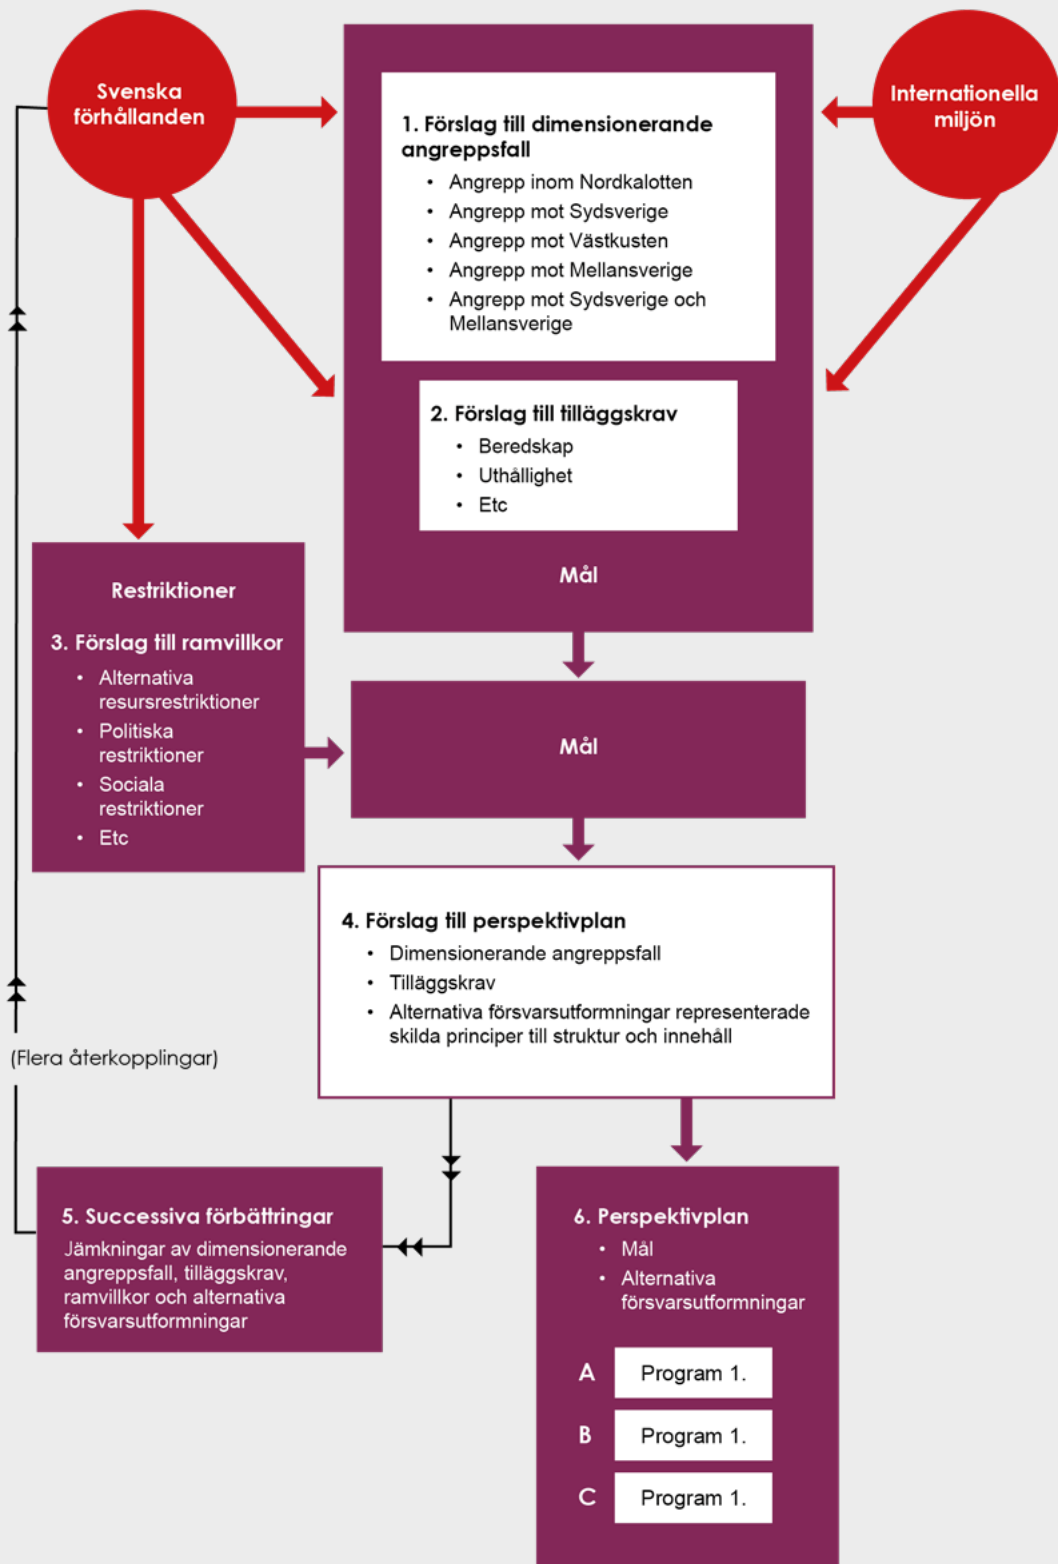 Svenska
förhållanden
Internationella
miljön
1. Förslag till dimensionerande
angreppsfall
• Angrepp inom Nordkalotten
• Angrepp mot Sydsverige
• Angrepp mot Västkusten
• Angrepp mot Mellansverige
• Angrepp mot Sydsverige och
Mellansverige
2. Förslag till tilläggskrav
• Beredskap
• Uthållighet
• Etc
Mål
Restriktioner
3. Förslag till ramvillkor
• Alternativa
resursrestriktioner
• Politiska
restriktioner
• Sociala
restriktioner
• Etc
Mål
4. Förslag till perspektivplan
• Dimensionerande angreppsfall
• Tilläggskrav
• Alternativa försvarsutformningar representerade
skilda principer till struktur och innehåll
(Flera återkopplingar)
5. Successiva förbättringar
Jämkningar av dimensionerande
angreppsfall, tilläggskrav,
ramvillkor och alternativa
försvarsutformningar
6. Perspektivplan
• Mål
• Alternativa
försvarsutformningar
A Program 1.
B Program 1.
C Program 1.